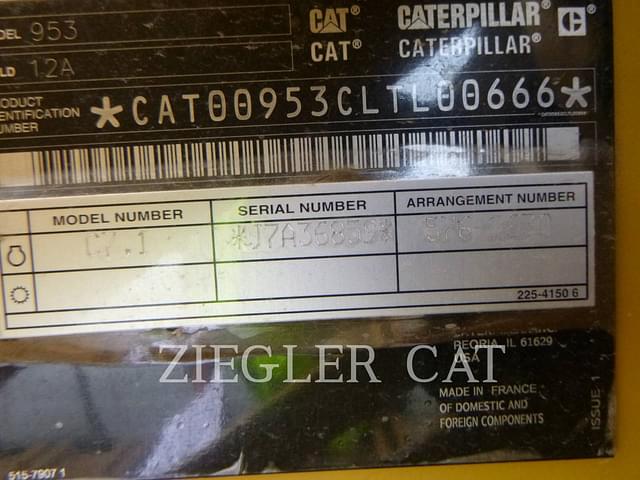 DEL 953
CAT® CATERPILLAR®
LD 12A
CAT® CATERPILLAR®
ODUCT
ENTIFICATION
UMBER
*CAT00953CLTL00666*
MODEL NUMBER
SERIAL NUMBER
ARRANGEMENT NUMBER
C7.1
225-4150 6
PEORIA, IL 61629
USA
ZIEGLER CAT
MADE IN FRANCE
OF DOMESTIC AND
FOREIGN COMPONENTS
ISSUE 1
515-7907 1